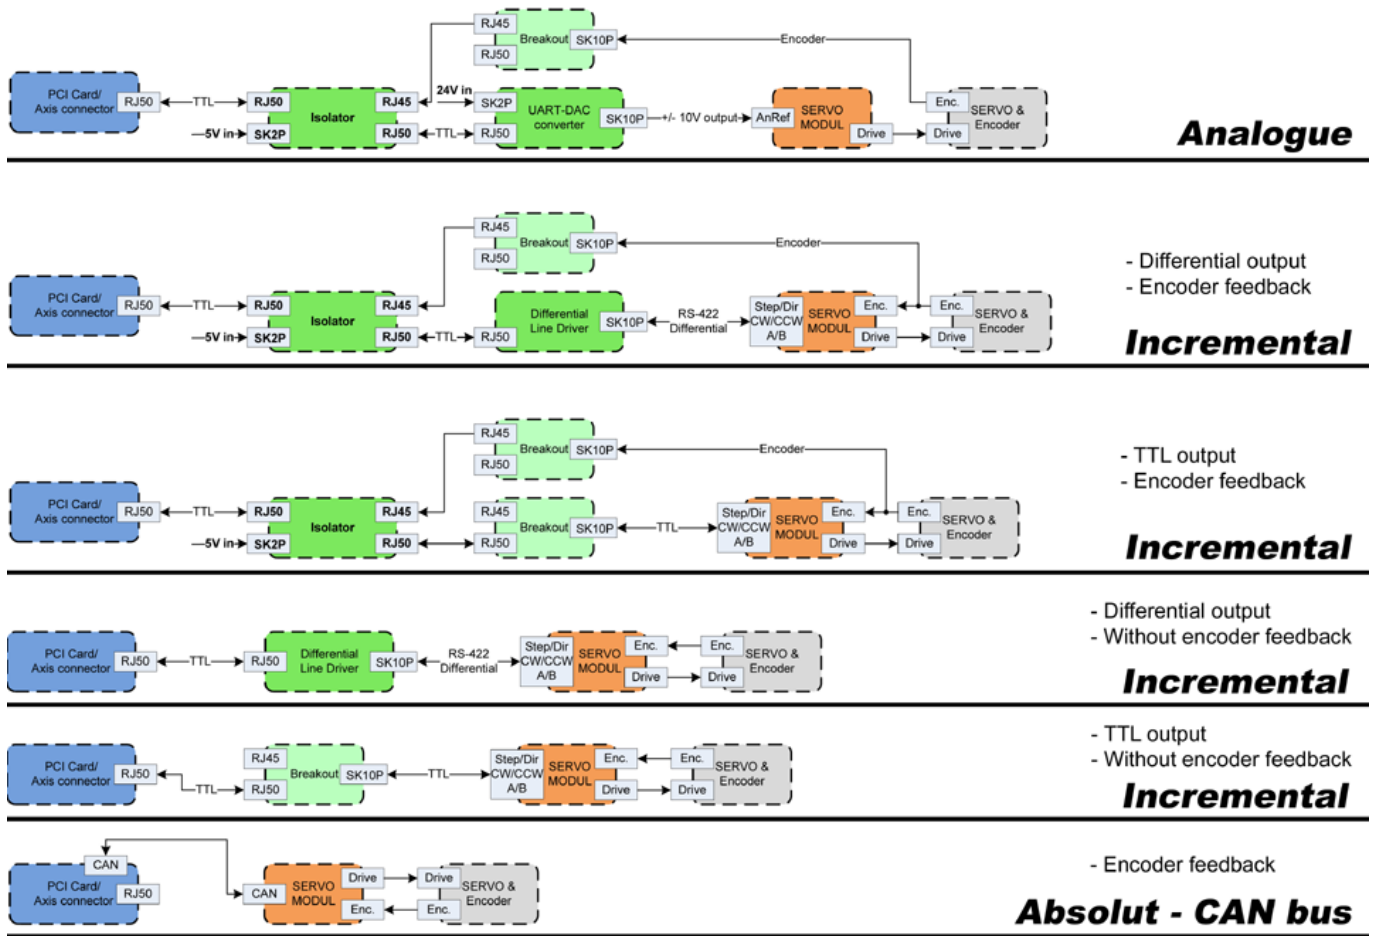 RJ45
Breakout
SK10P
Encoder
RJ50
PCI Card/
Axis connector
RJ50
TTL
RJ50
RJ45
Isolator
5V in
SK2P
RJ50
TTL
24V in
SK2P
UART-DAC
converter
RJ50
SK10P
+/- 10V output
AnRef
SERVO
MODUL
Drive
Enc.
SERVO &
Encoder
Drive
Analogue
RJ45
Breakout
SK10P
Encoder
RJ50
PCI Card/
Axis connector
RJ50
TTL
RJ50
RJ45
Isolator
5V in
SK2P
RJ50
TTL
RJ50
Differential
Line Driver
SK10P
RS-422
Differential
Step/Dir
CW/CCW
A/B
SERVO
MODUL
Enc.
Drive
Enc.
SERVO &
Encoder
Drive
- Differential output
- Encoder feedback
Incremental
RJ45
Breakout
SK10P
Encoder
RJ50
PCI Card/
Axis connector
RJ50
TTL
RJ50
RJ45
Isolator
5V in
SK2P
RJ50
RJ45
Breakout
SK10P
RJ50
TTL
Step/Dir
CW/CCW
A/B
SERVO
MODUL
Enc.
Drive
Enc.
SERVO &
Encoder
Drive
- TTL output
- Encoder feedback
Incremental
PCI Card/
Axis connector
RJ50
TTL
RJ50
Differential
Line Driver
SK10P
RS-422
Differential
Step/Dir
CW/CCW
A/B
SERVO
MODUL
Enc.
Drive
Enc.
SERVO &
Encoder
Drive
- Differential output
- Without encoder feedback
Incremental
PCI Card/
Axis connector
RJ50
TTL
RJ45
Breakout
SK10P
RJ50
TTL
Step/Dir
CW/CCW
A/B
SERVO
MODUL
Enc.
Drive
Enc.
SERVO &
Encoder
Drive
- TTL output
- Without encoder feedback
Incremental
CAN
PCI Card/
Axis connector
RJ50
CAN
SERVO
MODUL
Drive
Enc.
Drive
SERVO &
Encoder
Enc.
- Encoder feedback
Absolut - CAN bus